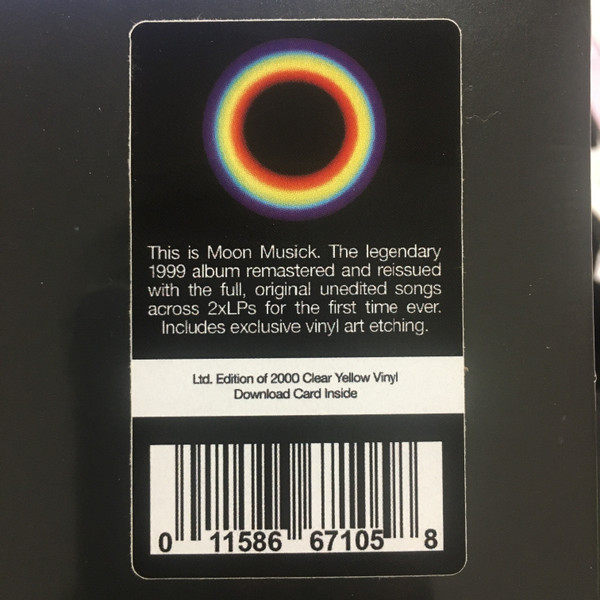 This is Moon Musick. The legendary
1999 album remastered and reissued
with the full, original unedited songs
across 2xLPs for the first time ever.
Includes exclusive vinyl art etching.
Ltd. Edition of 2000 Clear Yellow Vinyl
Download Card Inside
0 11586 67105 8